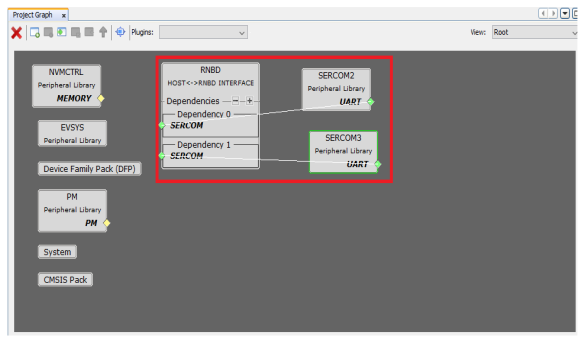 Project Graph
Plugins:
View: Root
NVMCTRL
Peripheral Library
MEMORY
EVSYS
Peripheral Library
Device Family Pack (DFP)
PM
Peripheral Library
PM
System
CMSIS Pack
RNBD
HOST<->RNBD INTERFACE
Dependencies
Dependency 0
SERCOM
Dependency 1
SERCOM
SERCOM2
Peripheral Library
UART
SERCOM3
Peripheral Library
UART